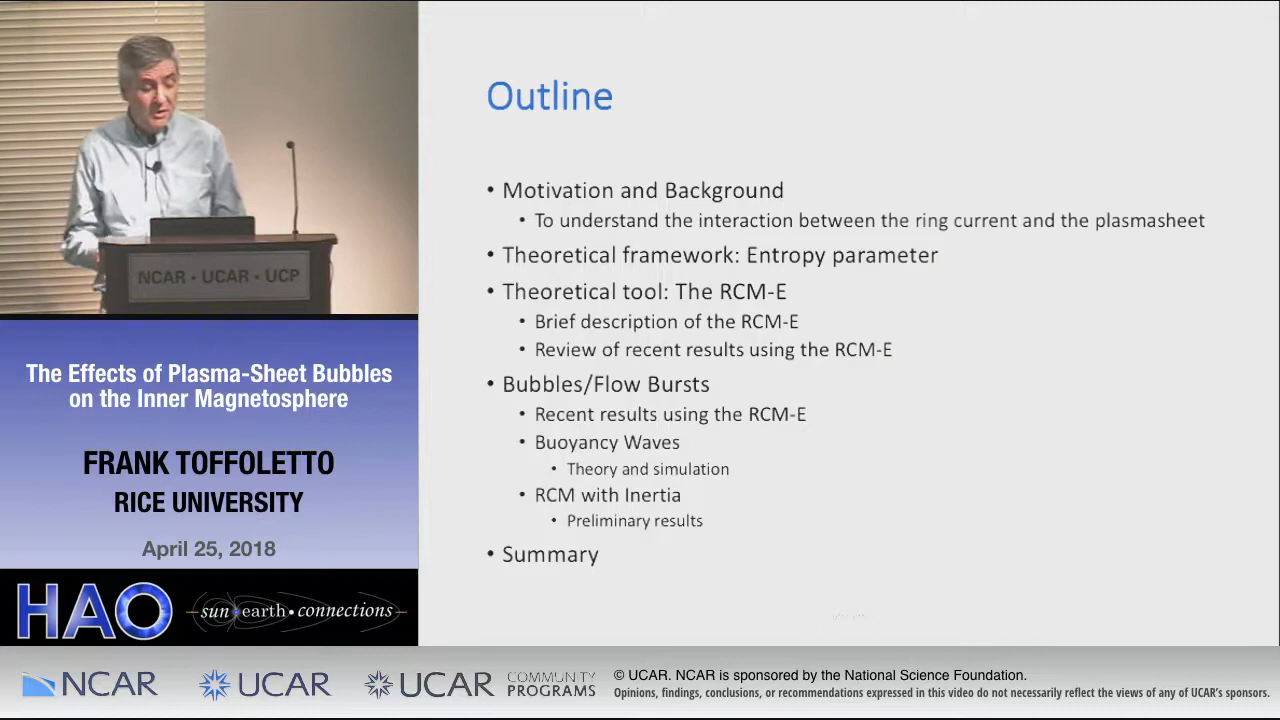 Outline
• Motivation and Background
• To understand the interaction between the ring current and the plasmasheet
• Theoretical framework: Entropy parameter
• Theoretical tool: The RCM-E
• Brief description of the RCM-E
• Review of recent results using the RCM-E
• Bubbles/Flow Bursts
• Recent results using the RCM-E
• Buoyancy Waves
• Theory and simulation
• RCM with Inertia
• Preliminary results
• Summary
NCAR • UCAR • UCP
The Effects of Plasma-Sheet Bubbles
on the Inner Magnetosphere
FRANK TOFFOLETTO
RICE UNIVERSITY
April 25, 2018
HAO
sun•earth•connections
NCAR
UCAR
UCAR
COMMUNITY
PROGRAMS
© UCAR. NCAR is sponsored by the National Science Foundation.
Opinions, findings, conclusions, or recommendations expressed in this video do not necessarily reflect the views of any of UCAR's sponsors.